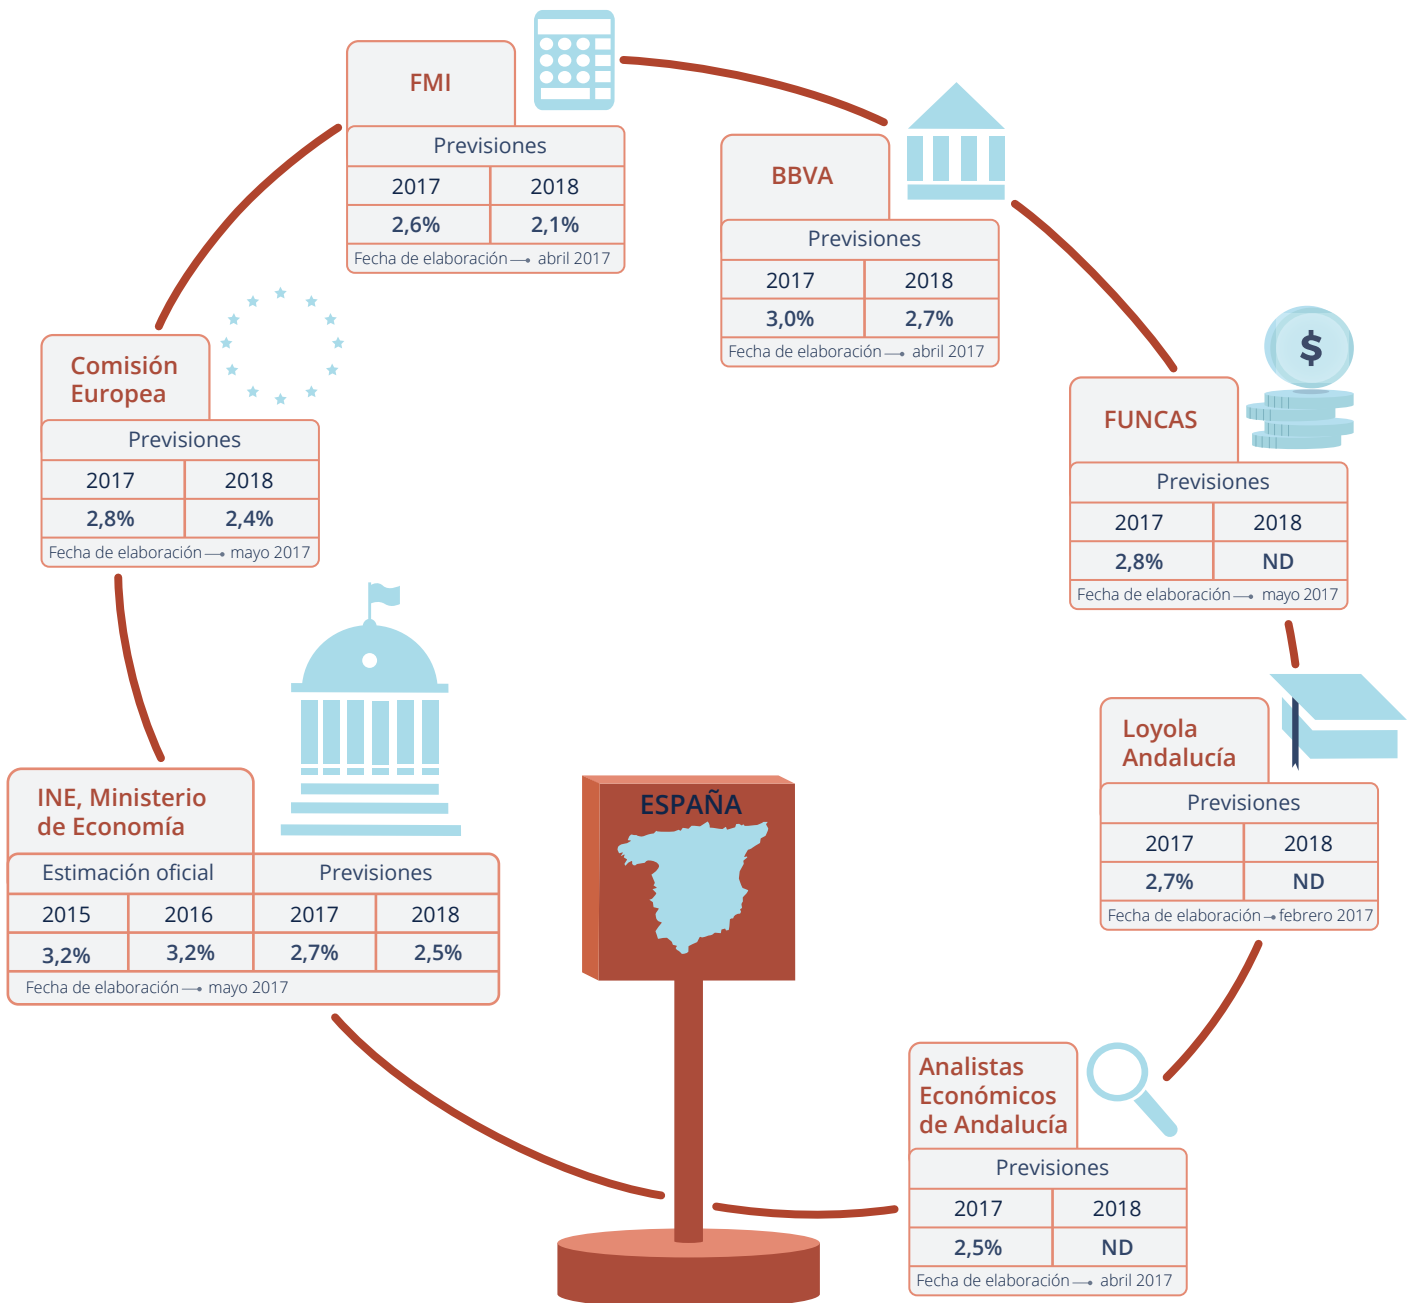 FMI
Previsiones
2017 2018
2,6% 2,1%
Fecha de elaboración abril 2017
BBVA
Previsiones
2017 2018
3,0% 2,7%
Fecha de elaboración abril 2017
Comisión
Europea
Previsiones
2017 2018
2,8% 2,4%
Fecha de elaboración mayo 2017
$
FUNCAS
Previsiones
2017 2018
2,8% ND
Fecha de elaboración mayo 2017
Loyola
Andalucía
Previsiones
2017 2018
2,7% ND
Fecha de elaboración febrero 2017
INE, Ministerio
de Economía
Estimación oficial Previsiones
2015 2016 2017 2018
3,2% 3,2% 2,7% 2,5%
Fecha de elaboración mayo 2017
ESPAÑA
Analistas
Económicos
de Andalucía
Previsiones
2017 2018
2,5% ND
Fecha de elaboración abril 2017